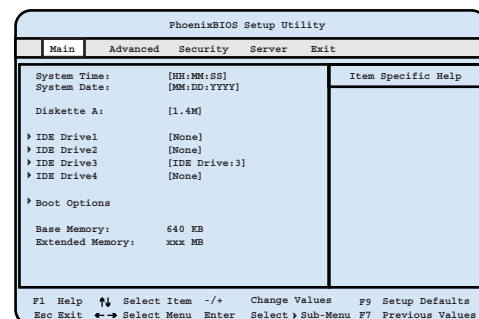 PhoenixBIOS Setup Utility
Main Advanced Security Server Exit
System Time: [HH:MM:SS]
System Date: [MM:DD:YYYY]
Item Specific Help
Diskette A: [1.4M]
IDE Drive1 [None]
IDE Drive2 [None]
IDE Drive3 [IDE Drive:3]
IDE Drive4 [None]
Boot Options
Base Memory: 640 KB
Extended Memory: xxx MB
F1 Help ↑↓ Select Item -/+ Change Values F9 Setup Defaults
Esc Exit ←→ Select Menu Enter Select ▸ Sub-Menu F7 Previous Values